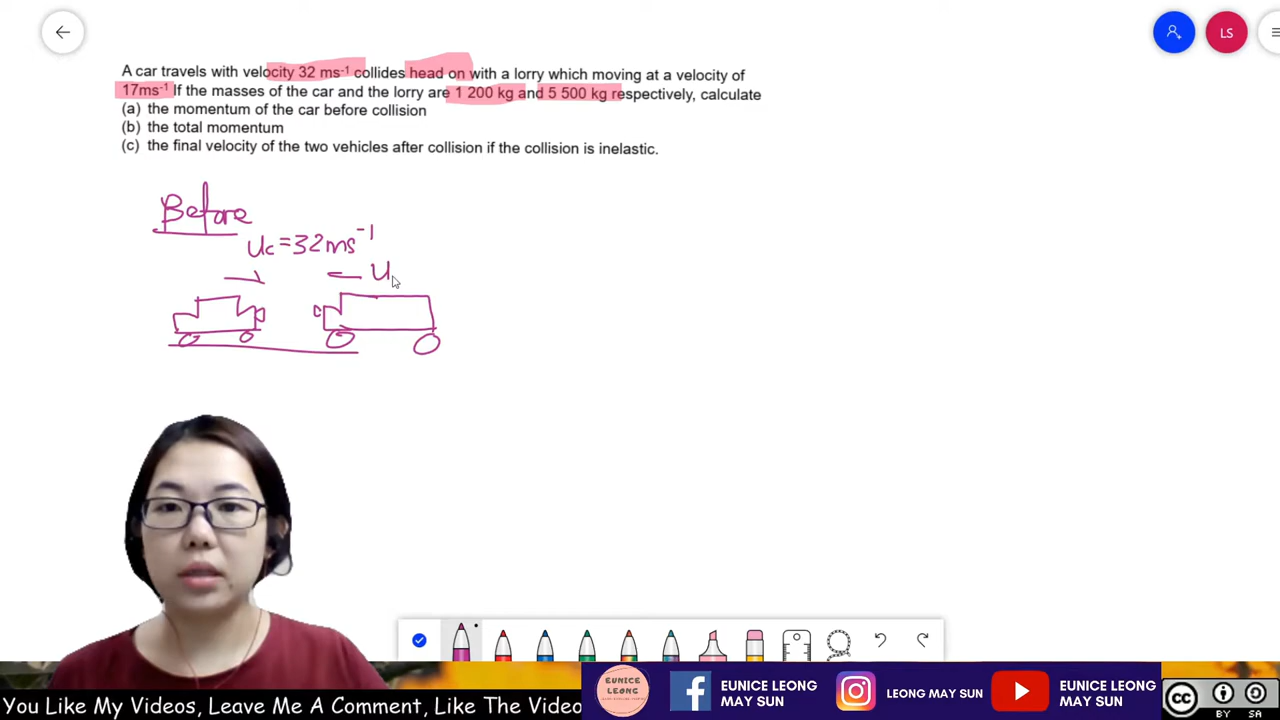 LS
A car travels with velocity 32 ms⁻¹ collides head on with a lorry which moving at a velocity of
17ms⁻¹ If the masses of the car and the lorry are 1 200 kg and 5 500 kg respectively, calculate
(a) the momentum of the car before collision
(b) the total momentum
(c) the final velocity of the two vehicles after collision if the collision is inelastic.
Before
Uc = 32ms⁻¹
U
You Like My Videos, Leave Me A Comment, Like The Video
EUNICE
LEONG
EUNICE LEONG
MAY SUN
LEONG MAY SUN
EUNICE LEONG
MAY SUN
CC
BY SA